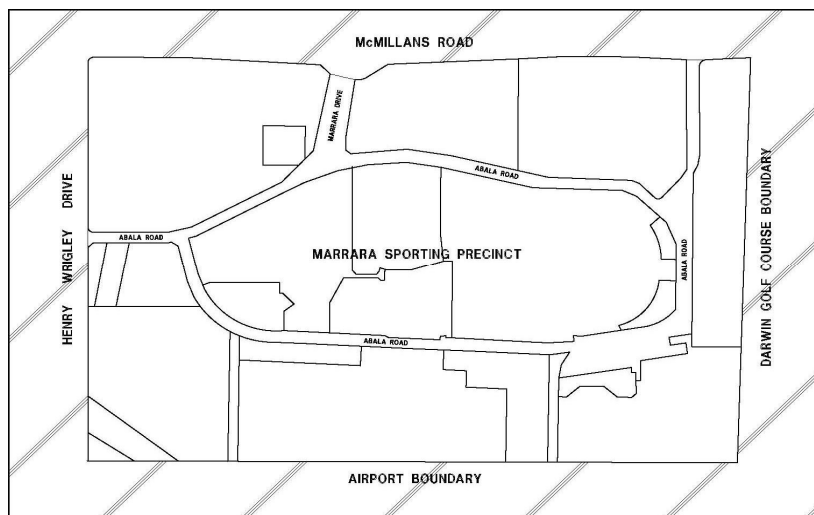 McMILLANS ROAD
MARRARA DRIVE
ABALA ROAD
ABALA ROAD
HENRY WRIGLEY DRIVE
MARRARA SPORTING PRECINCT
ABALA ROAD
DARWIN GOLF COURSE BOUNDARY
ABALA ROAD
AIRPORT BOUNDARY